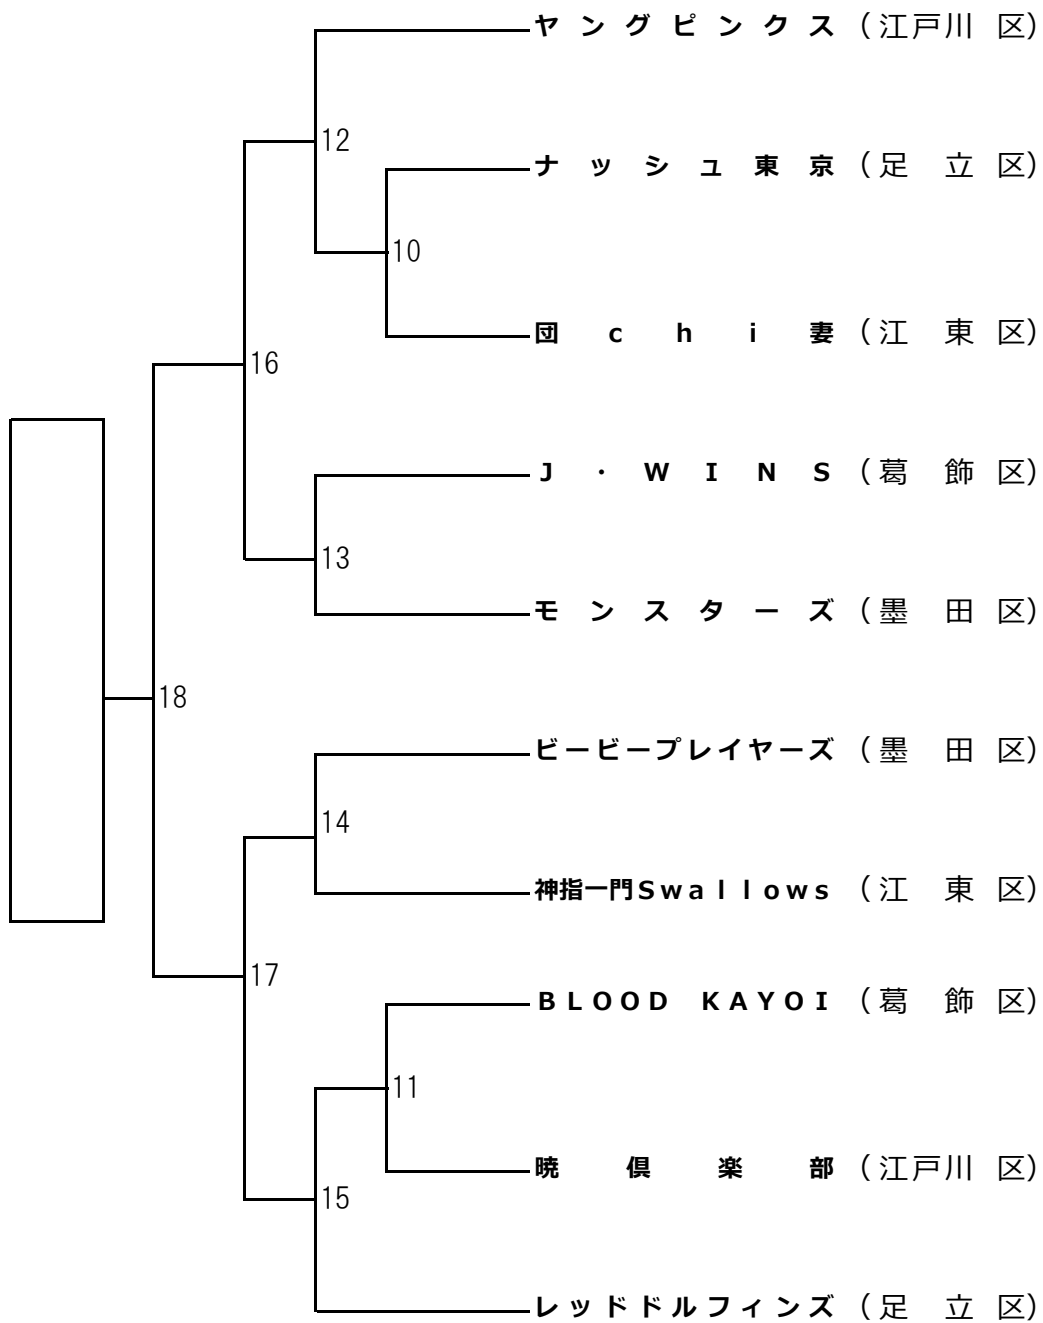 ヤングピンクス（江戸川区）
12
ナッシュ東京（足立区）
10
団ｃｈｉ妻（江東区）
16
Ｊ・ＷＩＮＳ（葛飾区）
13
モンスターズ（墨田区）
18
ビービープレイヤーズ（墨田区）
14
神指一門Ｓｗａｌｌｏｗｓ（江東区）
17
ＢＬＯＯＤ　ＫＡＹＯＩ（葛飾区）
11
暁倶楽部（江戸川区）
15
レッドドルフィンズ（足立区）